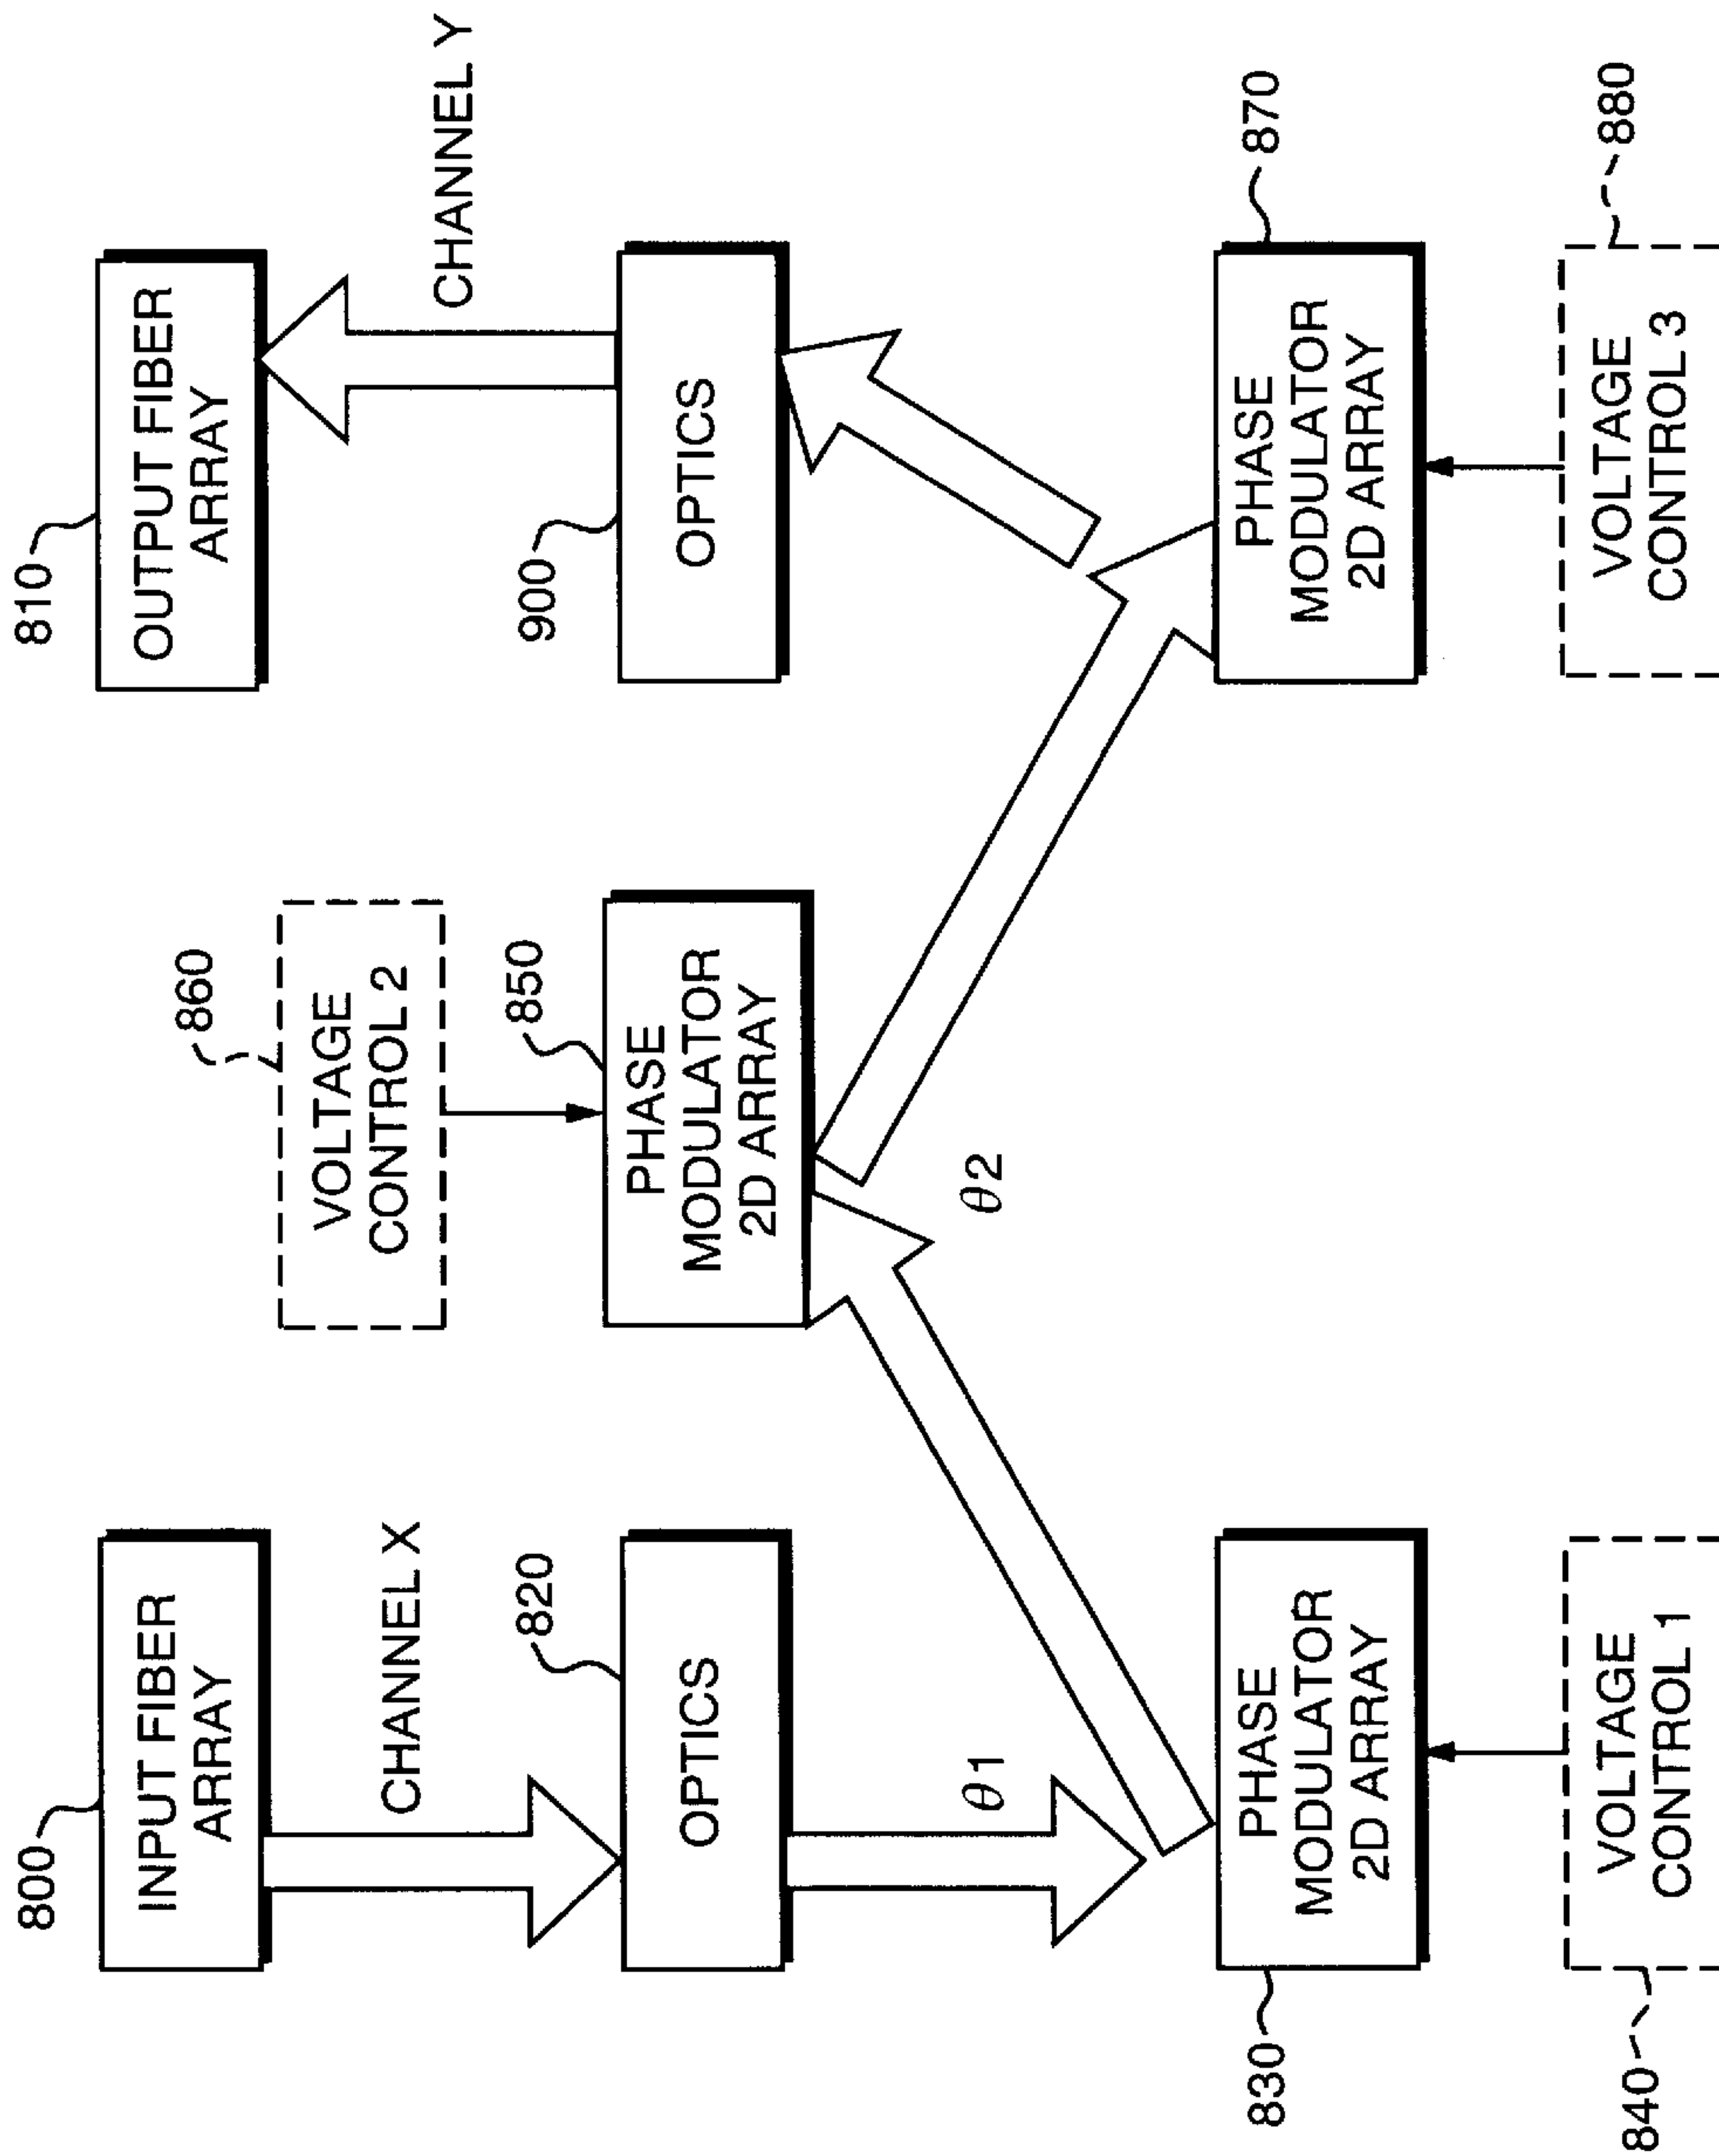 800
INPUT FIBER
ARRAY
CHANNEL X
820
OPTICS
θ1
830
PHASE
MODULATOR
2D ARRAY
840
VOLTAGE
CONTROL 1
860
VOLTAGE
CONTROL 2
850
PHASE
MODULATOR
2D ARRAY
θ2
810
OUTPUT FIBER
ARRAY
CHANNEL Y
900
OPTICS
870
PHASE
MODULATOR
2D ARRAY
880
VOLTAGE
CONTROL 3